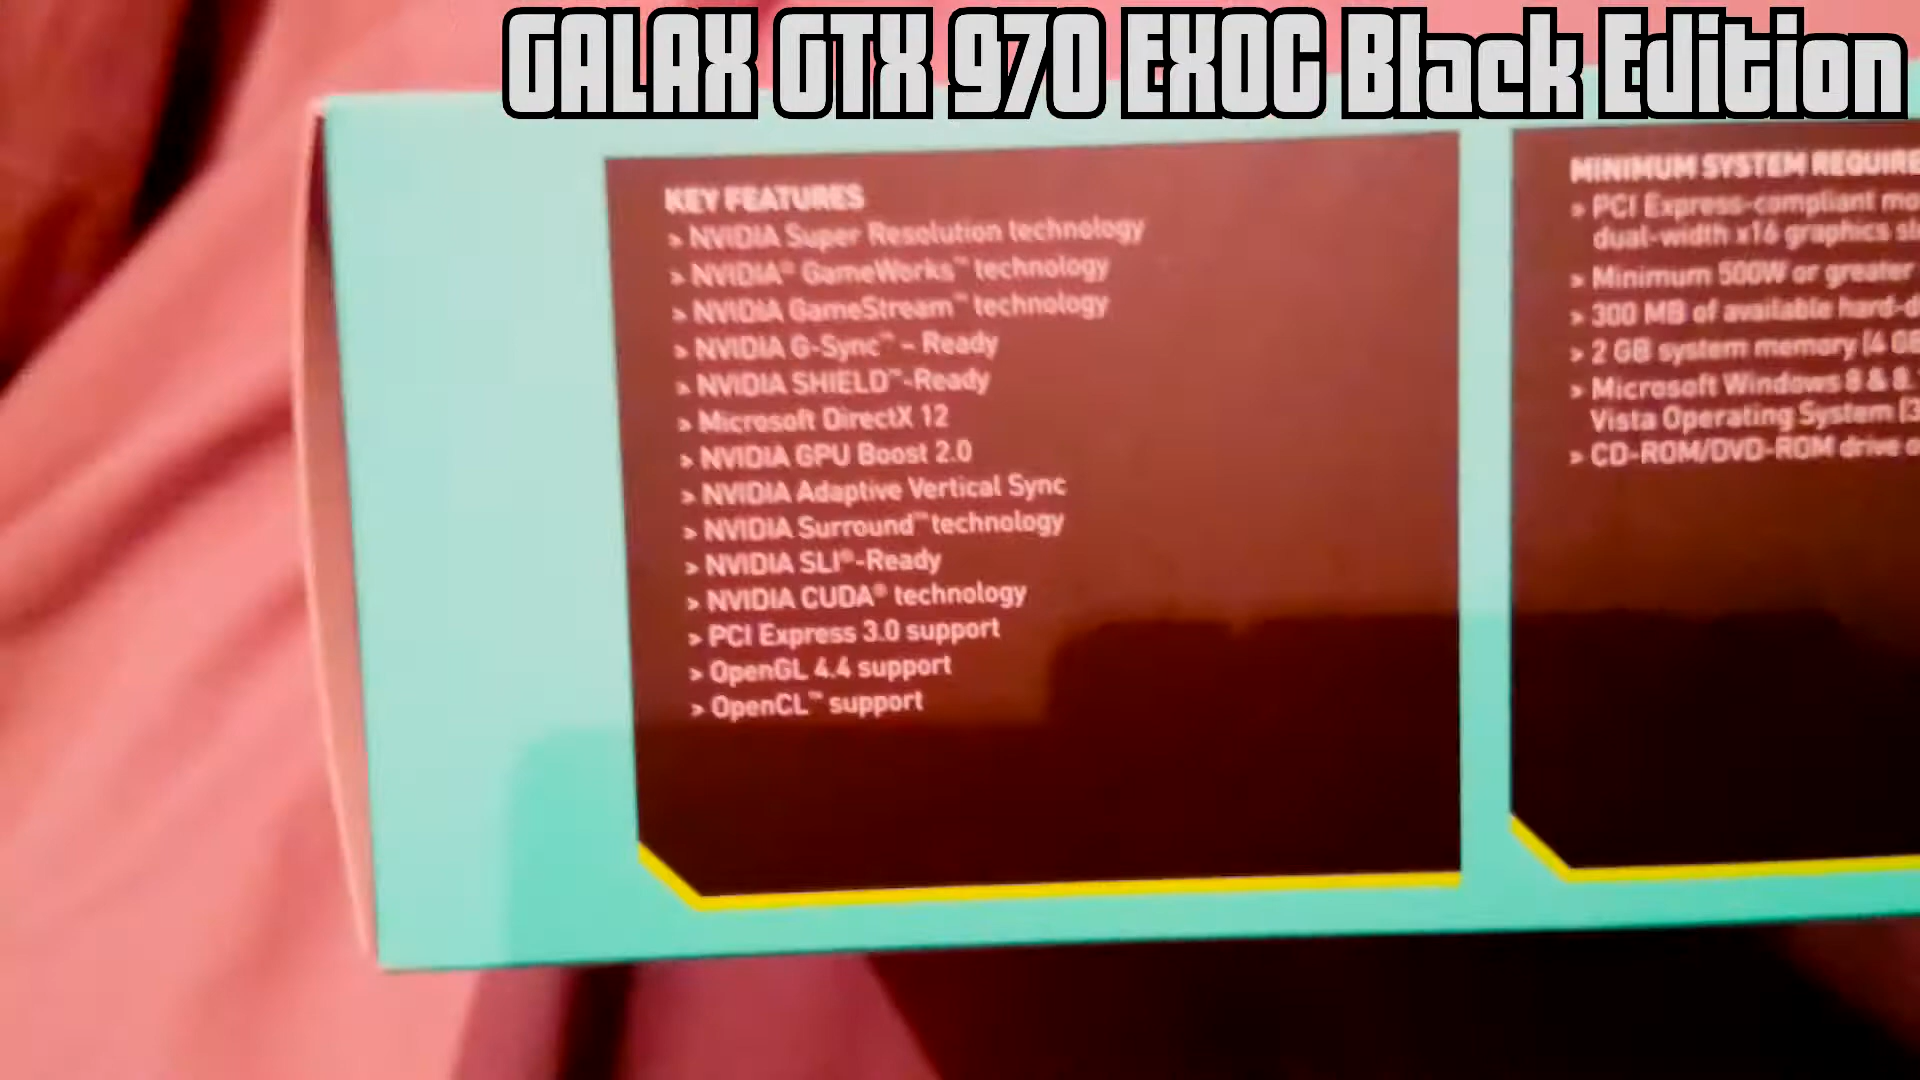 GALAX GTX 970 EXOC Black Edition
KEY FEATURES
> NVIDIA Super Resolution technology
> NVIDIA® GameWorks™ technology
> NVIDIA GameStream™ technology
> NVIDIA G-Sync™ - Ready
> NVIDIA SHIELD™-Ready
> Microsoft DirectX 12
> NVIDIA GPU Boost 2.0
> NVIDIA Adaptive Vertical Sync
> NVIDIA Surround™ technology
> NVIDIA SLI®-Ready
> NVIDIA CUDA® technology
> PCI Express 3.0 support
> OpenGL 4.4 support
> OpenCL™ support
MINIMUM SYSTEM
> PCI Express-compliant
dual-width x16 graphics
> Minimum 500W or greater
> 300 MB of available
> 2 GB system memory (4
> Microsoft Windows 8 & 8.
Vista Operating System
> CD-ROM/DVD-ROM drive